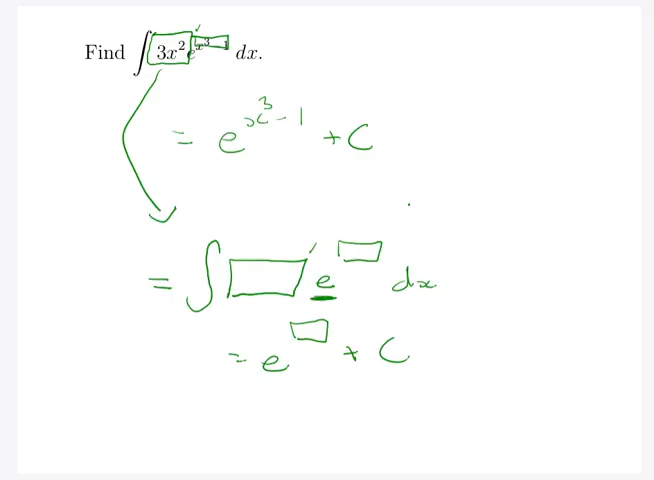 Find ∫ 3x² e^{x³−1} dx.
= e^{x³−1} + C
= ∫ □ e^□ dx
= e^□ + C